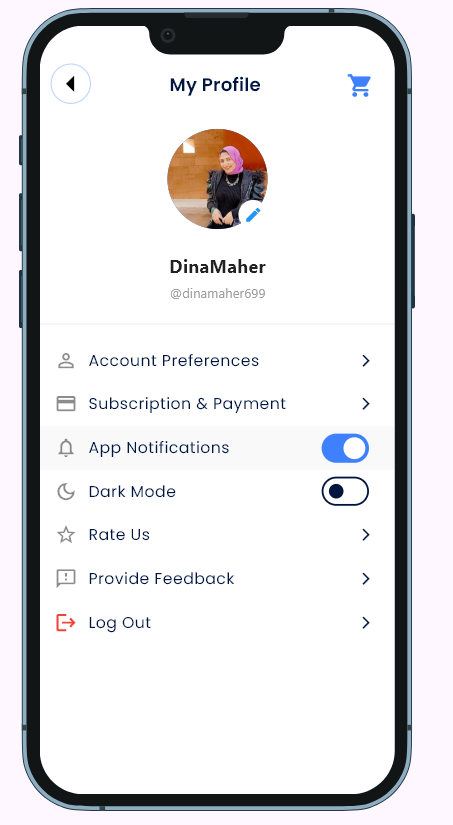 My Profile
DinaMaher
@dinamaher699
Account Preferences
Subscription & Payment
App Notifications
Dark Mode
Rate Us
Provide Feedback
Log Out